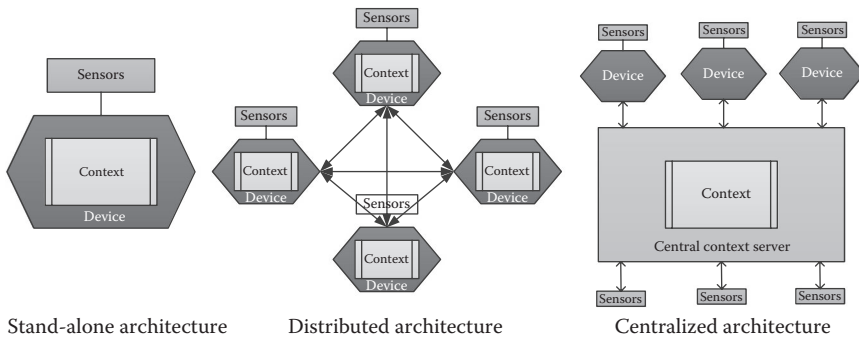 Sensors
Context
Device
Stand-alone architecture
Sensors
Context
Device
Sensors
Context
Device
Sensors
Context
Device
Sensors
Context
Device
Distributed architecture
Sensors
Sensors
Sensors
Device
Device
Device
Context
Central context server
Sensors
Sensors
Sensors
Centralized architecture